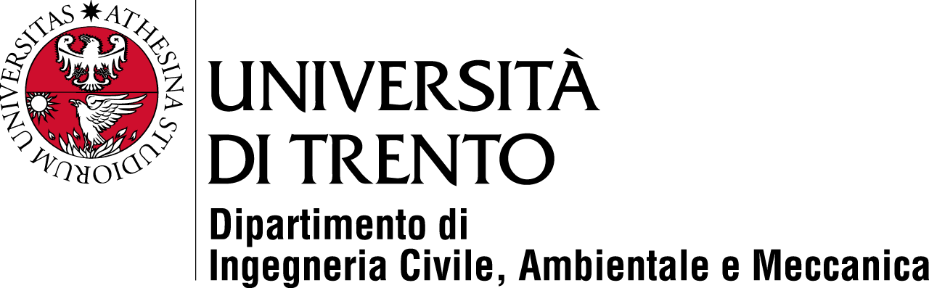 UNIVERSITAS ✷ ATHESINA STUDIORUM
UNIVERSITÀ
DI TRENTO
Dipartimento di
Ingegneria Civile, Ambientale e Meccanica